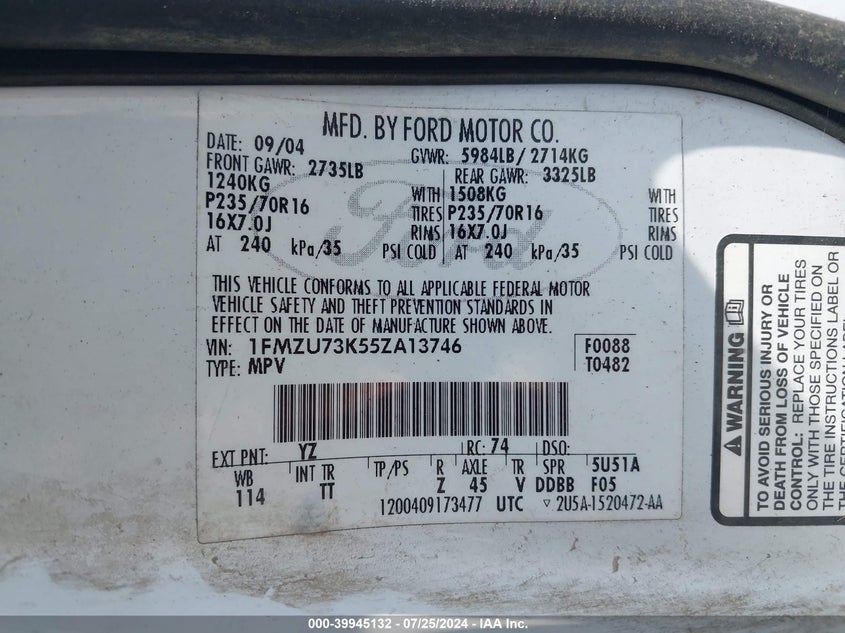 MFD. BY FORD MOTOR CO.
DATE: 09/04 GVWR: 5984LB/ 2714KG
FRONT GAWR: 2735LB REAR GAWR: 3325LB
1240KG WITH 1508KG WITH
P235/70R16 TIRES P235/70R16 TIRES
16X7.0J RIMS 16X7.0J RIMS
AT 240 kPa/35 PSI COLD AT 240 kPa/35 PSI COLD
THIS VEHICLE CONFORMS TO ALL APPLICABLE FEDERAL MOTOR
VEHICLE SAFETY AND THEFT PREVENTION STANDARDS IN
EFFECT ON THE DATE OF MANUFACTURE SHOWN ABOVE.
VIN: 1FMZU73K55ZA13746 F0088
TYPE: MPV T0482
EXT PNT: YZ RC: 74 DSO:
WB INT TR TP/PS R AXLE TR SPR 5U51A
114 TT Z 45 V DDBB F05
1200409173477 UTC ▽ 2U5A-1520472-AA
Ford
WARNING
TO AVOID SERIOUS INJURY OR
DEATH FROM LOSS OF VEHICLE
CONTROL: REPLACE YOUR TIRES
ONLY WITH THOSE SPECIFIED ON
THE TIRE INSTRUCTIONS LABEL OR
THE CERTIFICATION LABEL
000-39945132 - 07/25/2024 - IAA Inc.